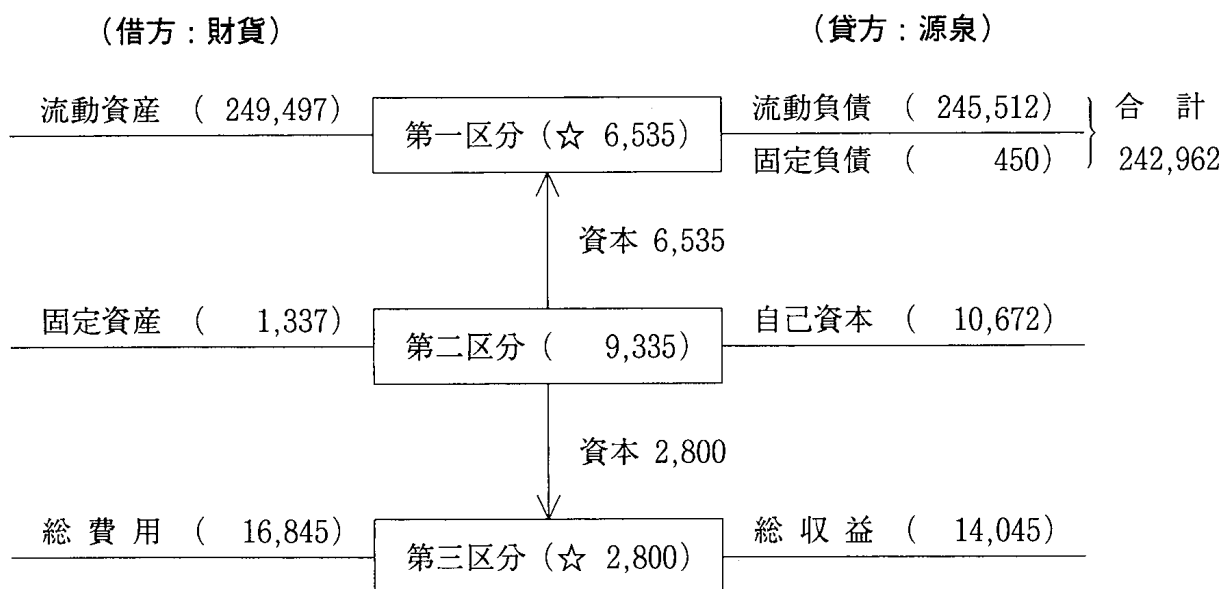 （借方：財貨） （貸方：源泉）
流動資産 （ 249,497） 第一区分（☆ 6,535） 流動負債 （ 245,512） 合 計
固定負債 （ 450） 242,962
資本 6,535
固定資産 （ 1,337） 第二区分（ 9,335） 自己資本 （ 10,672）
資本 2,800
総 費 用 （ 16,845） 第三区分（☆ 2,800） 総 収 益 （ 14,045）